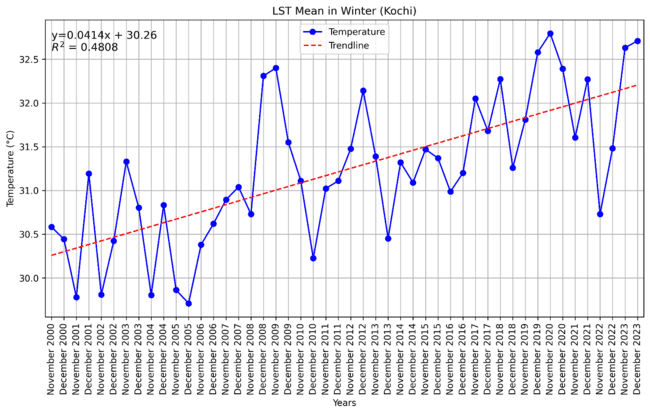 LST Mean in Winter (Kochi)
y=0.0414x + 30.26
R² = 0.4808
Temperature
Trendline
32.5
32.0
31.5
31.0
30.5
30.0
Temperature (°C)
November 2000
December 2000
November 2001
December 2001
November 2002
December 2002
November 2003
December 2003
November 2004
December 2004
November 2005
December 2005
November 2006
December 2006
November 2007
December 2007
November 2008
December 2008
November 2009
December 2009
November 2010
December 2010
November 2011
December 2011
November 2012
December 2012
November 2013
December 2013
November 2014
December 2014
November 2015
December 2015
November 2016
December 2016
November 2017
December 2017
November 2018
December 2018
November 2019
December 2019
November 2020
December 2020
November 2021
December 2021
November 2022
December 2022
November 2023
December 2023
Years